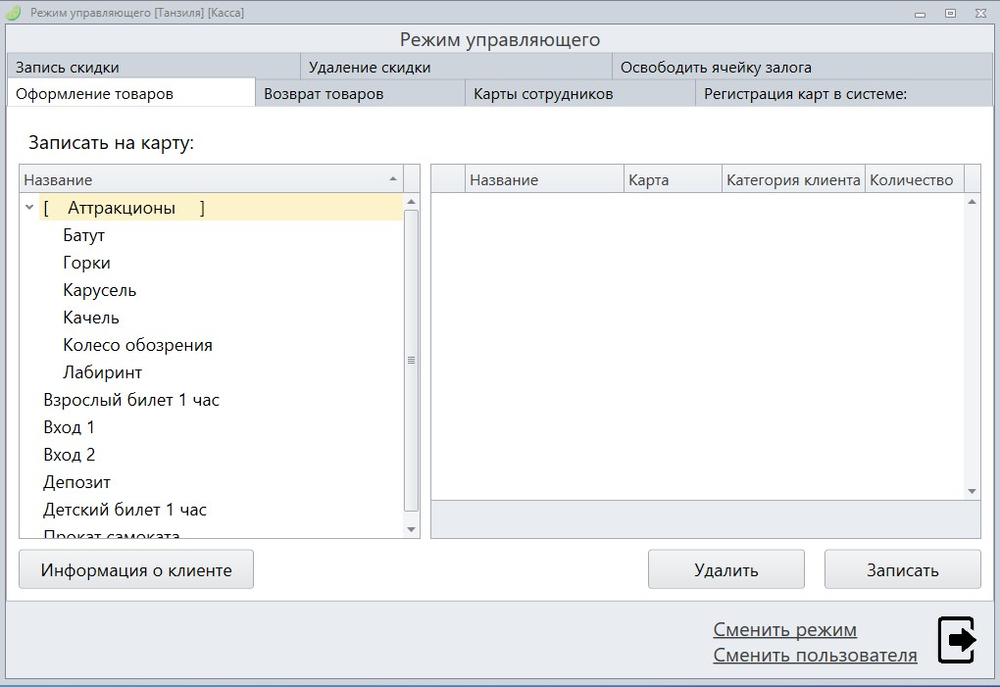 Режим управляющего [Танзиля] [Касса]
Режим управляющего
Запись скидки Удаление скидки Освободить ячейку залога
Оформление товаров Возврат товаров Карты сотрудников Регистрация карт в системе:
Записать на карту:
Название Название Карта Категория клиента Количество
[ Аттракционы ]
Батут
Горки
Карусель
Качель
Колесо обозрения
Лабиринт
Взрослый билет 1 час
Вход 1
Вход 2
Депозит
Детский билет 1 час
Прокат самоката
Информация о клиенте Удалить Записать
Сменить режим
Сменить пользователя